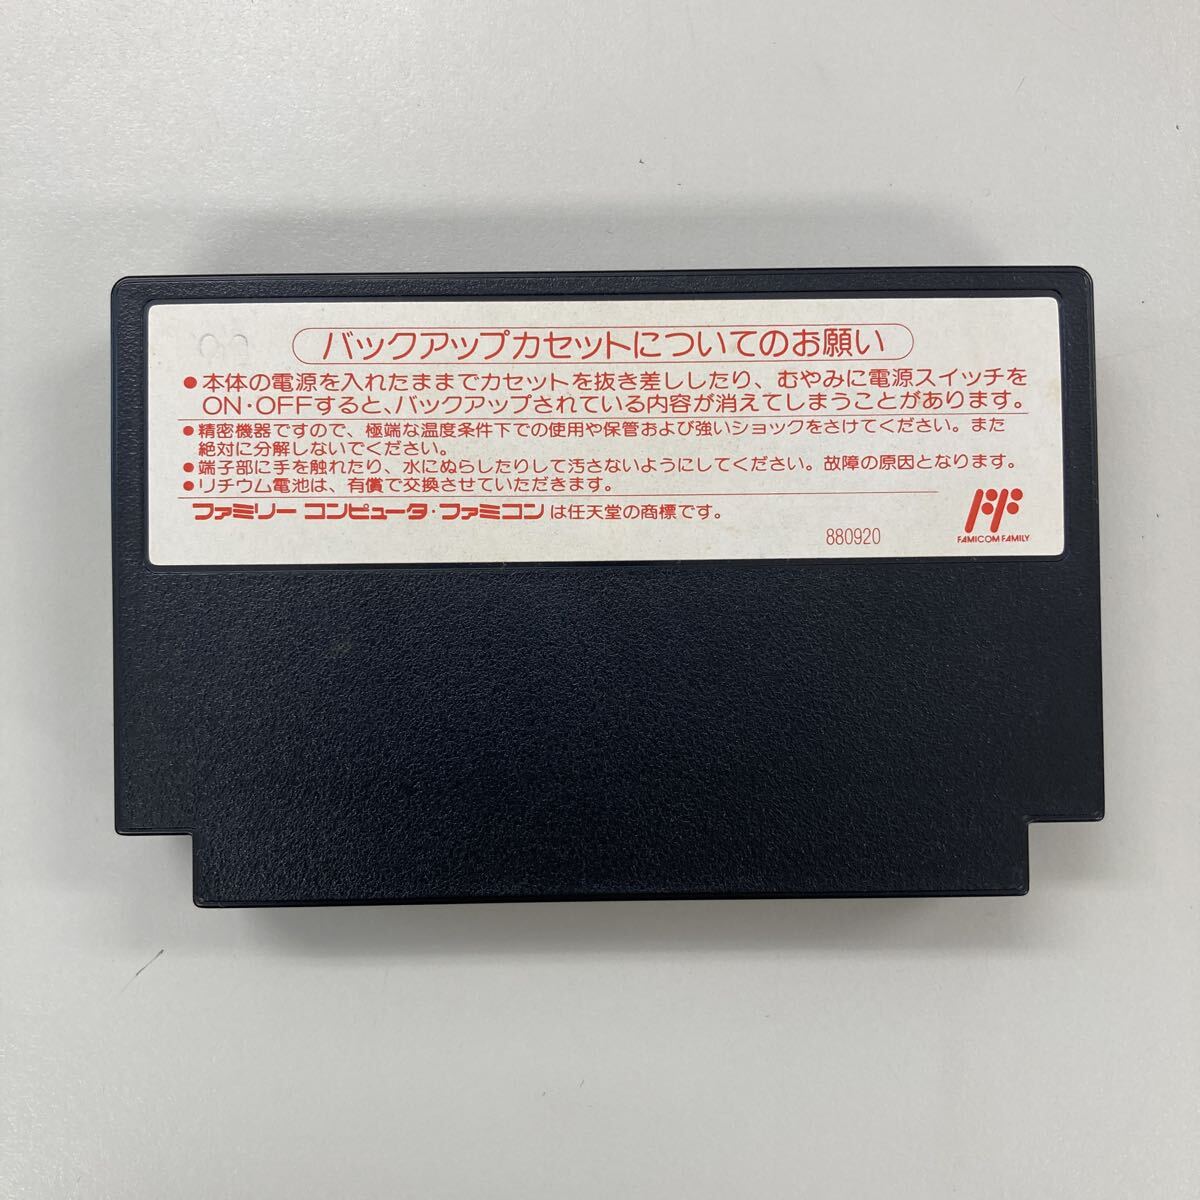 バックアップカセットについてのお願い
●本体の電源を入れたままでカセットを抜き差ししたり、むやみに電源スイッチを
ON・OFFすると、バックアップされている内容が消えてしまうことがあります。
●精密機器ですので、極端な温度条件下での使用や保管および強いショックをさけてください。また
絶対に分解しないでください。
●端子部に手を触れたり、水にぬらしたりして汚さないようにしてください。故障の原因となります。
●リチウム電池は、有償で交換させていただきます。
ファミリー コンピュータ・ファミコンは任天堂の商標です。
880920
FAMICOM FAMILY